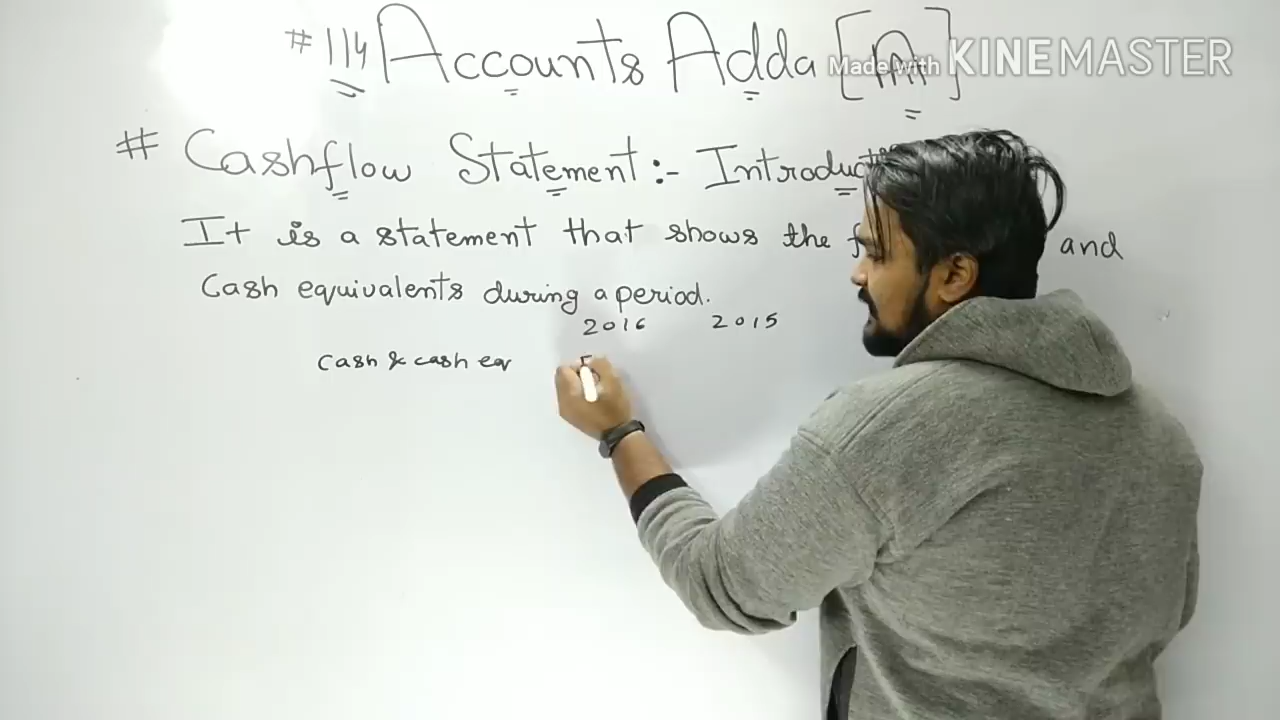 #114 Accounts Adda [A]
Made with KINEMASTER
# Cashflow Statement :- Introduct
It is a statement that shows the f and
Cash equivalents during a period.
2016 2015
Cash & cash eq